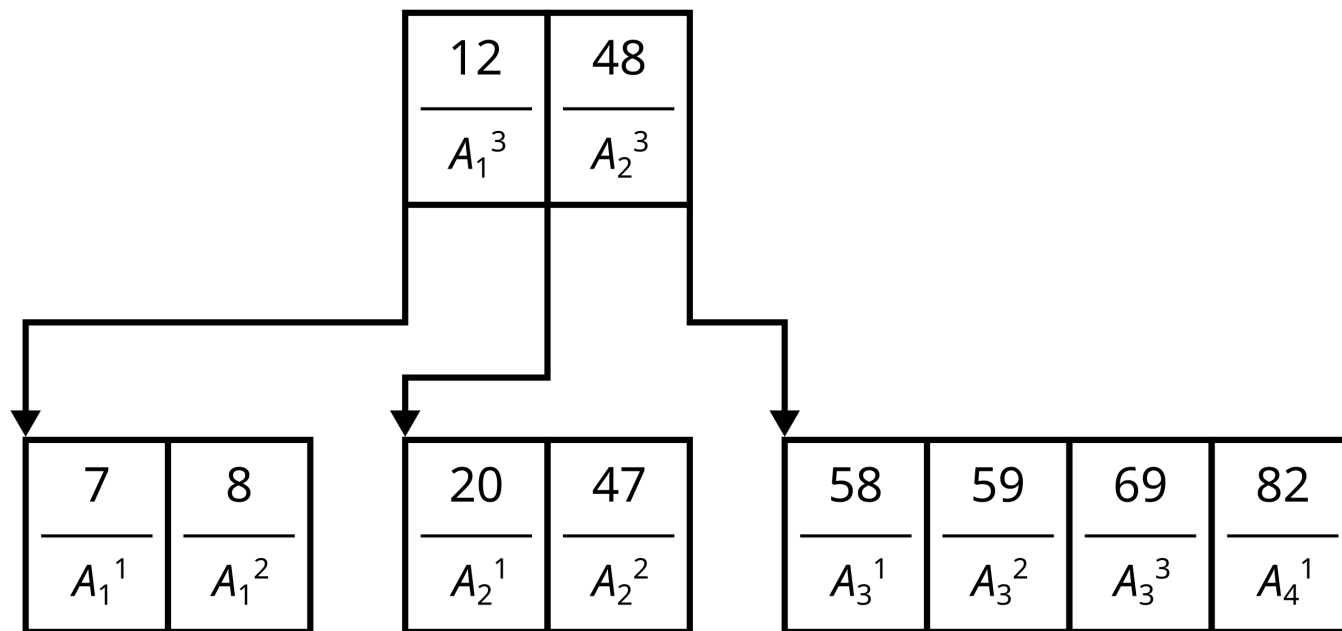 12 48
A₁³ A₂³
7 8 20 47 58 59 69 82
A₁¹ A₁² A₂¹ A₂² A₃¹ A₃² A₃³ A₄¹